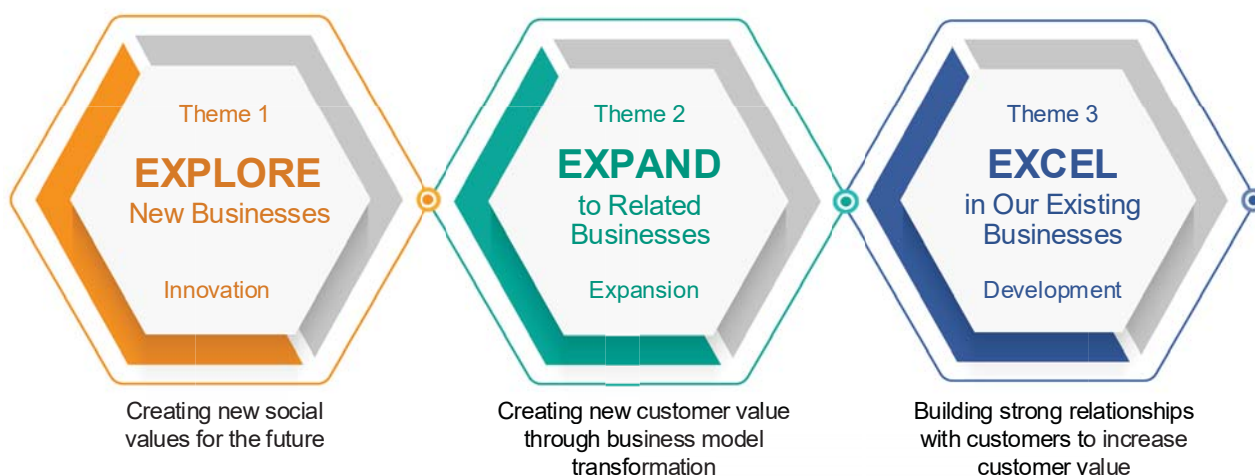 Theme 1
EXPLORE
New Businesses
Innovation
Creating new social
values for the future
Theme 2
EXPAND
to Related
Businesses
Expansion
Creating new customer value
through business model
transformation
Theme 3
EXCEL
in Our Existing
Businesses
Development
Building strong relationships
with customers to increase
customer value